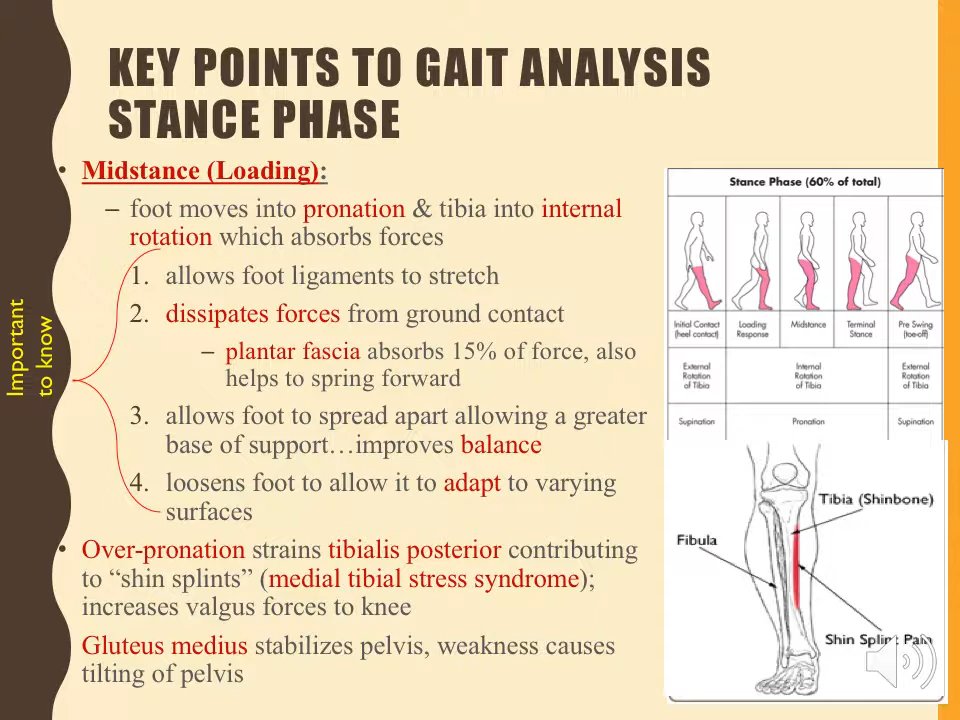 KEY POINTS TO GAIT ANALYSIS
STANCE PHASE
• Midstance (Loading):
– foot moves into pronation & tibia into internal
rotation which absorbs forces
1. allows foot ligaments to stretch
2. dissipates forces from ground contact
– plantar fascia absorbs 15% of force, also
helps to spring forward
3. allows foot to spread apart allowing a greater
base of support…improves balance
4. loosens foot to allow it to adapt to varying
surfaces
• Over-pronation strains tibialis posterior contributing
to “shin splints” (medial tibial stress syndrome);
increases valgus forces to knee
Gluteus medius stabilizes pelvis, weakness causes
tilting of pelvis
Important
to know
Stance Phase (60% of total)
Initial Contact
(heel contact)
Loading
Response
Midstance
Terminal
Stance
Pre Swing
(toe-off)
External
Rotation
of Tibia
Internal
Rotation
of Tibia
External
Rotation
of Tibia
Supination
Pronation
Supination
Tibia (Shinbone)
Fibula
Shin Splint Pain